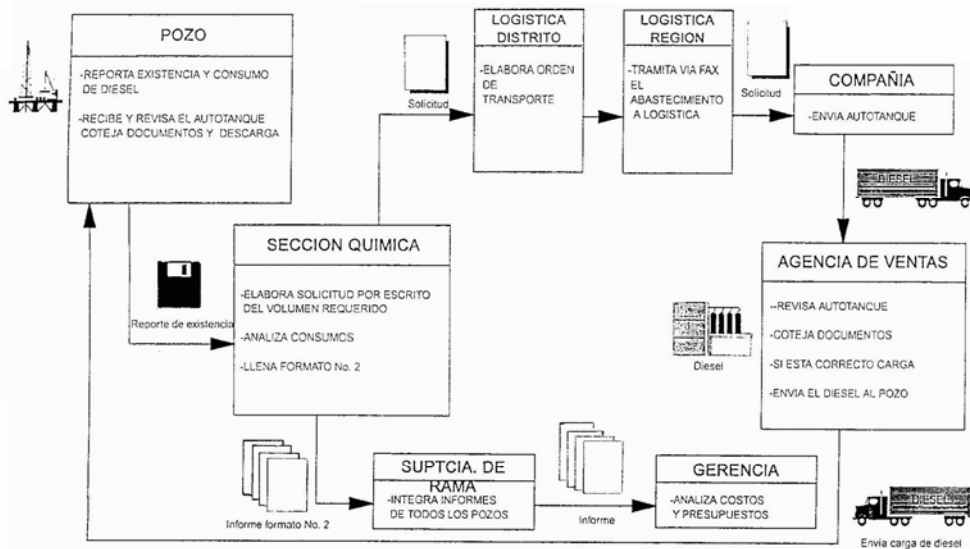 POZO
-REPORTA EXISTENCIA Y CONSUMO
DE DIESEL
-RECIBE Y REVISA EL AUTOTANQUE
COTEJA DOCUMENTOS Y DESCARGA
Solicitud
LOGISTICA
DISTRITO
-ELABORA ORDEN
DE
TRANSPORTE
LOGISTICA
REGION
-TRAMITA VIA FAX
EL
ABASTECIMIENTO
A LOGISTICA
Solicitud
COMPAÑIA
-ENVIA AUTOTANQUE
DIESEL
Reporte de existencia
SECCION QUIMICA
-ELABORA SOLICITUD POR ESCRITO
DEL VOLUMEN REQUERIDO
-ANALIZA CONSUMOS
-LLENA FORMATO No. 2
Diesel
AGENCIA DE VENTAS
--REVISA AUTOTANQUE
-COTEJA DOCUMENTOS
-SI ESTA CORRECTO CARGA
-ENVIA EL DIESEL AL POZO
Informe formato No. 2
SUPTCIA. DE
RAMA
-INTEGRA INFORMES
DE TODOS LOS POZOS
Informe
GERENCIA
-ANALIZA COSTOS
Y PRESUPUESTOS
DIESEL
Envia carga de diesel